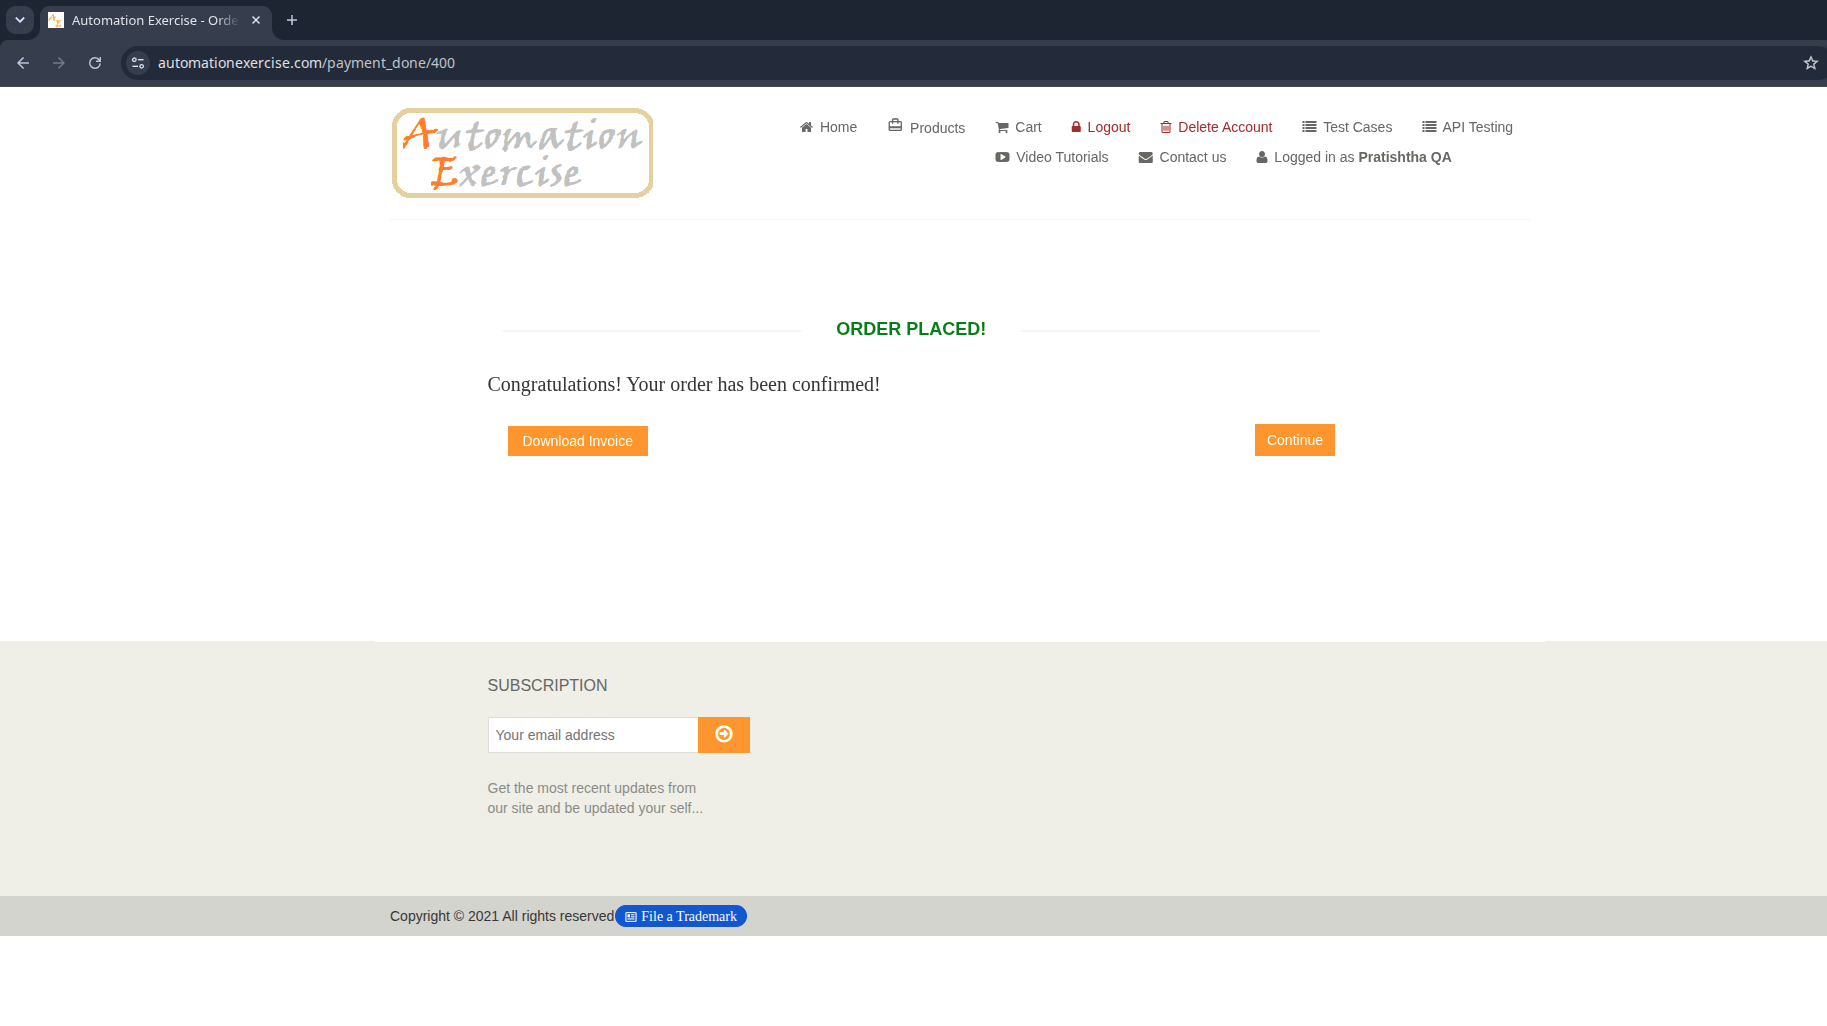 Automation Exercise - Orde
automationexercise.com/payment_done/400
Automation
Exercise
Home Products Cart Logout Delete Account Test Cases API Testing
Video Tutorials Contact us Logged in as Pratishtha QA
ORDER PLACED!
Congratulations! Your order has been confirmed!
Download Invoice Continue
SUBSCRIPTION
Your email address
Get the most recent updates from
our site and be updated your self...
Copyright © 2021 All rights reserved File a Trademark